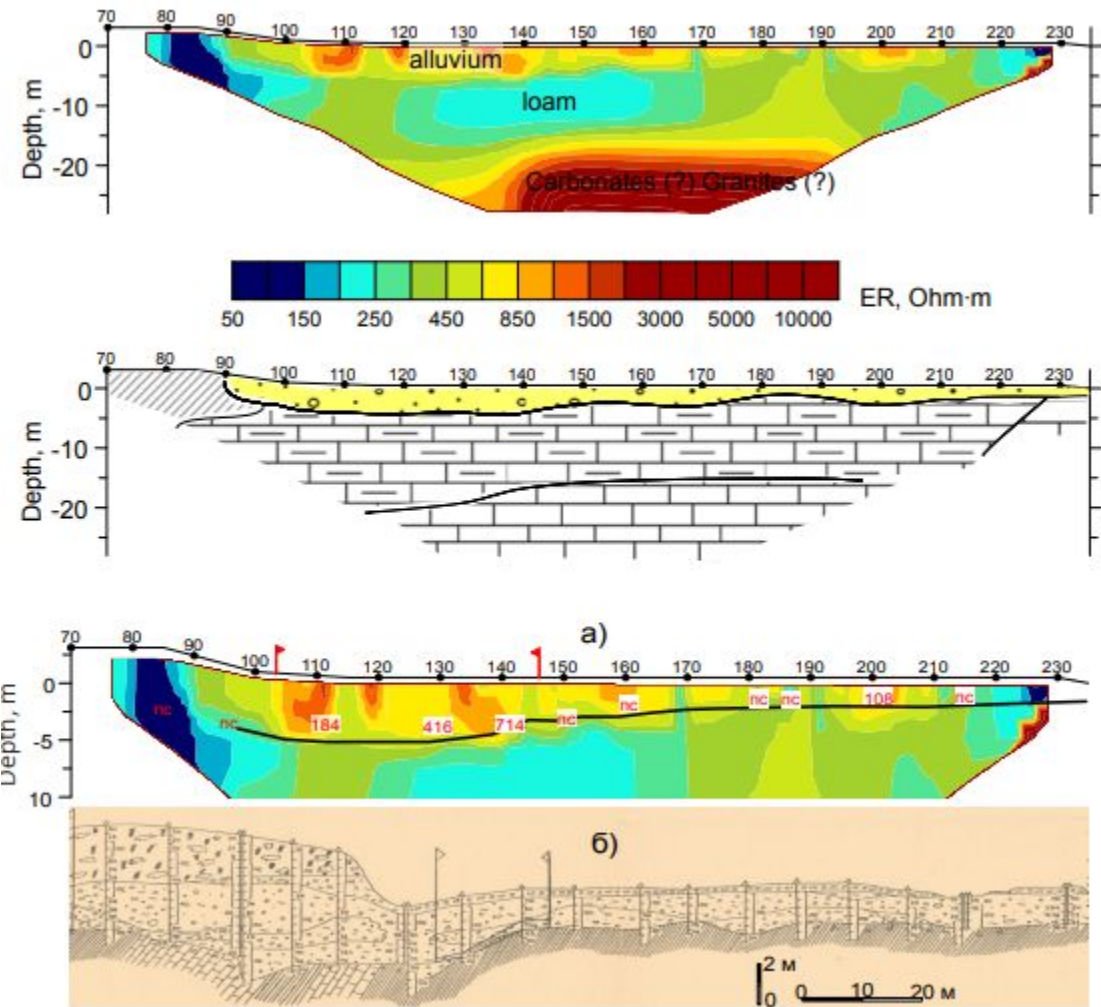 70 80 90 100 110 120 130 140 150 160 170 180 190 200 210 220 230
0
alluvium
-10
loam
-20
Carbonates (?) Granites (?)
Depth, m
ER, Ohm·m
50 150 250 450 850 1500 3000 5000 10000
70 80 90 100 110 120 130 140 150 160 170 180 190 200 210 220 230
0
-10
-20
Depth, m
а)
70 80 90 100 110 120 130 140 150 160 170 180 190 200 210 220 230
0
пс пс 184 416 714 пс пс пс пс 108 пс
-5
10
Depth, m
б)
2 м
0 0 10 20 м